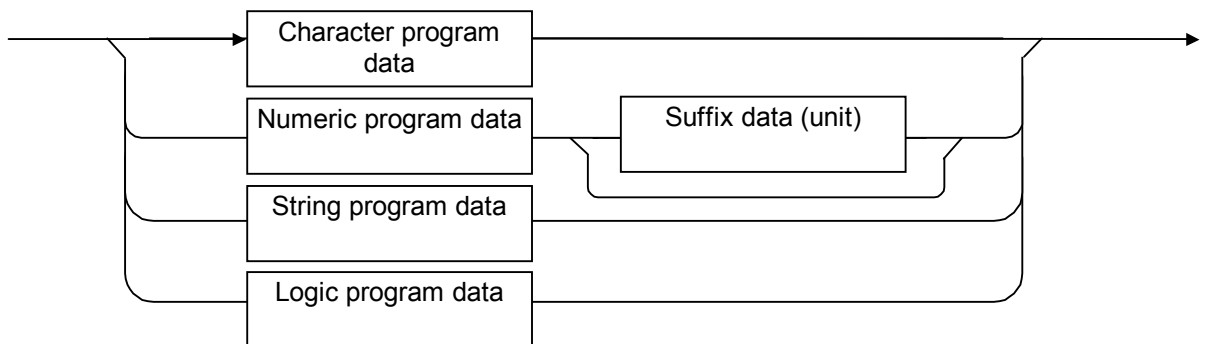 Character program
data
Numeric program data
Suffix data (unit)
String program data
Logic program data